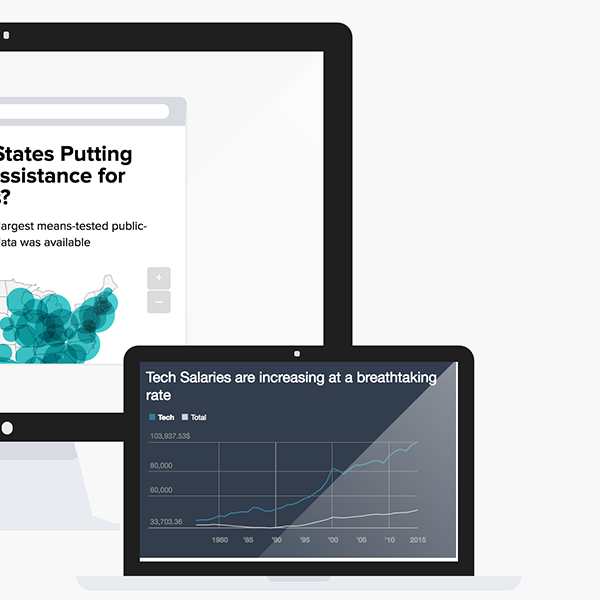 States Putting
ssistance for
s?
largest means-tested public-
ata was available
+
−
Tech Salaries are increasing at a breathtaking
rate
Tech Total
103,937.53$
80,000
60,000
33,703.36
1980 '85 '90 '95 '00 '05 '10 2015